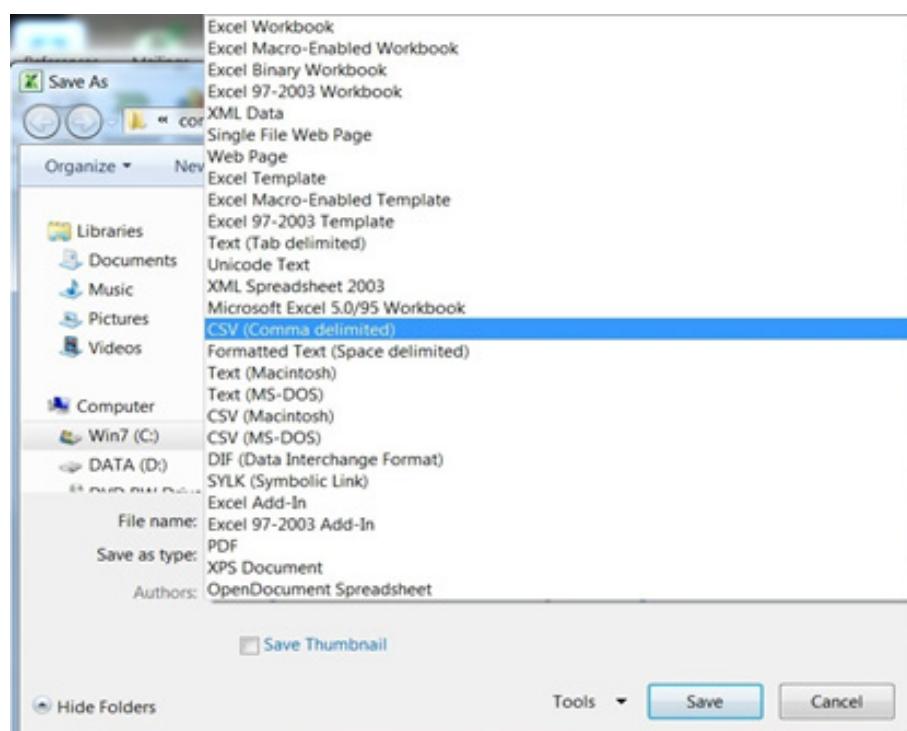 Excel Workbook
Excel Macro-Enabled Workbook
Excel Binary Workbook
Save As
Excel 97-2003 Workbook
XML Data
Single File Web Page
Web Page
Organize
Excel Template
Excel Macro-Enabled Template
Excel 97-2003 Template
Libraries
Text (Tab delimited)
Documents
Unicode Text
XML Spreadsheet 2003
Music
Microsoft Excel 5.0/95 Workbook
Pictures
CSV (Comma delimited)
Videos
Formatted Text (Space delimited)
Text (Macintosh)
Text (MS-DOS)
Computer
CSV (Macintosh)
Win7 (C:)
CSV (MS-DOS)
DATA (D:)
DIF (Data Interchange Format)
SYLK (Symbolic Link)
Excel Add-In
File name:
Excel 97-2003 Add-In
PDF
Save as type:
XPS Document
Authors:
OpenDocument Spreadsheet
Save Thumbnail
Hide Folders
Tools
Save
Cancel